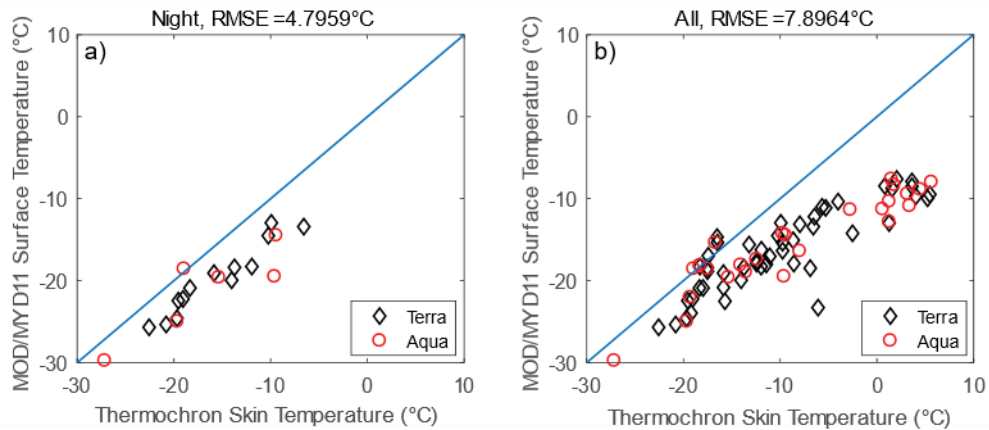 Night, RMSE =4.7959°C
a)
MOD/MYD11 Surface Temperature (°C)
10
0
-10
-20
-30
Terra
Aqua
-30
-20
-10
0
10
Thermochron Skin Temperature (°C)
All, RMSE =7.8964°C
b)
MOD/MYD11 Surface Temperature (°C)
10
0
-10
-20
-30
Terra
Aqua
-30
-20
-10
0
10
Thermochron Skin Temperature (°C)